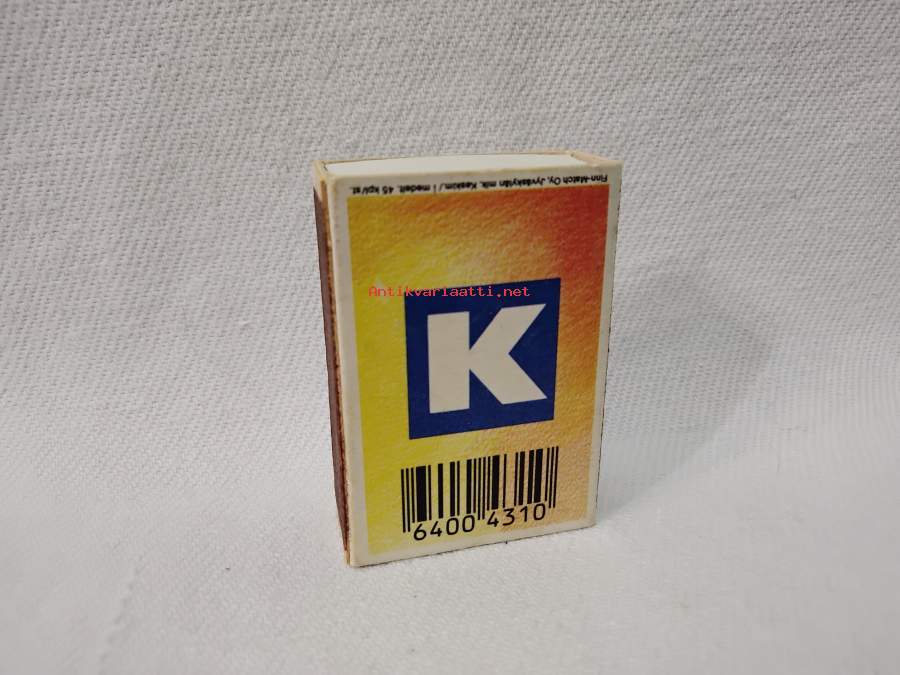 Finn-Match Oy, Jyväskylän mlk. Keskim./ I medelt. 45 kpl/st.
Antikvariaatti.net
K
6400 4310